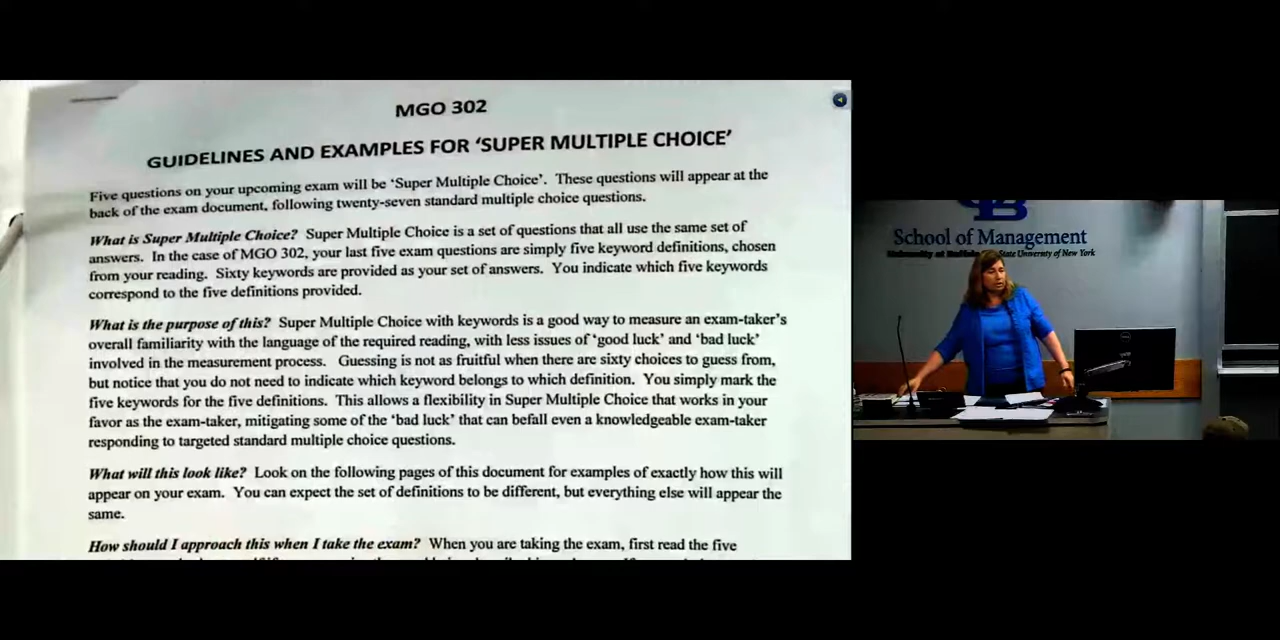 MGO 302
GUIDELINES AND EXAMPLES FOR ‘SUPER MULTIPLE CHOICE’
Five questions on your upcoming exam will be ‘Super Multiple Choice’. These questions will appear at the
back of the exam document, following twenty-seven standard multiple choice questions.
What is Super Multiple Choice? Super Multiple Choice is a set of questions that all use the same set of
answers. In the case of MGO 302, your last five exam questions are simply five keyword definitions, chosen
from your reading. Sixty keywords are provided as your set of answers. You indicate which five keywords
correspond to the five definitions provided.
What is the purpose of this? Super Multiple Choice with keywords is a good way to measure an exam-taker’s
overall familiarity with the language of the required reading, with less issues of ‘good luck’ and ‘bad luck’
involved in the measurement process. Guessing is not as fruitful when there are sixty choices to guess from,
but notice that you do not need to indicate which keyword belongs to which definition. You simply mark the
five keywords for the five definitions. This allows a flexibility in Super Multiple Choice that works in your
favor as the exam-taker, mitigating some of the ‘bad luck’ that can befall even a knowledgeable exam-taker
responding to targeted standard multiple choice questions.
What will this look like? Look on the following pages of this document for examples of exactly how this will
appear on your exam. You can expect the set of definitions to be different, but everything else will appear the
same.
How should I approach this when I take the exam? When you are taking the exam, first read the five
UB
School of Management
University at Buffalo State University of New York